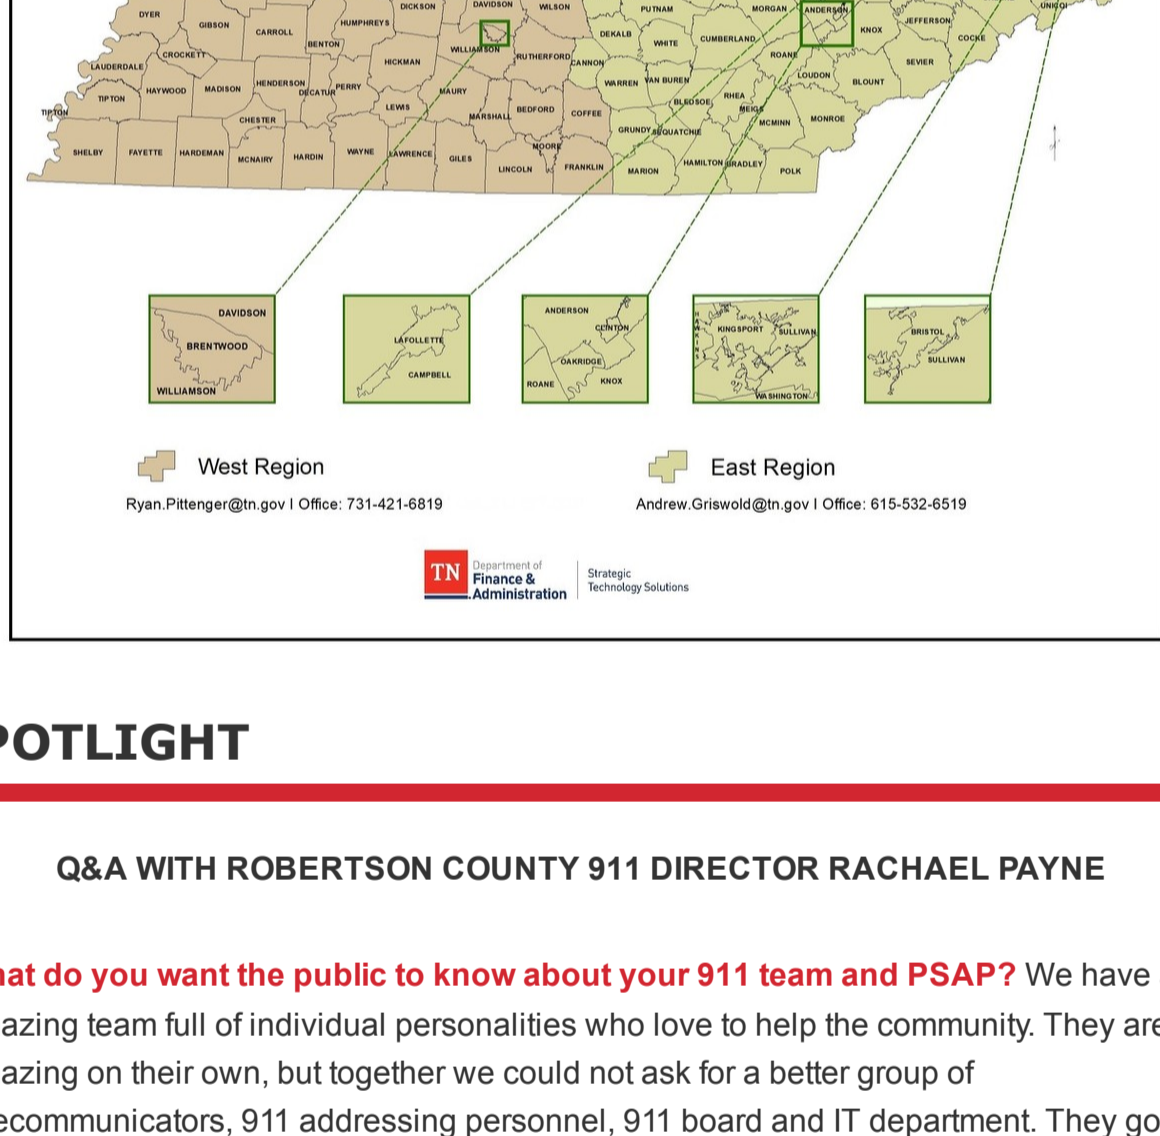 DICKSON DAVIDSON WILSON PUTNAM MORGAN ANDERSON
DYER GIBSON HUMPHREYS JEFFERSON
CARROLL BENTON WILLIAMSON DEKALB WHITE CUMBERLAND KNOX COCKE
CROCKETT HICKMAN RUTHERFORD CANNON ROANE SEVIER
LAUDERDALE HENDERSON DECATUR PERRY WARREN VAN BUREN LOUDON BLOUNT
TIPTON HAYWOOD MADISON MAURY RHEA
TIPTON LEWIS BEDFORD COFFEE BLEDSOE MEIGS
CHESTER MARSHALL GRUNDY SEQUATCHIE MCMINN MONROE
SHELBY FAYETTE HARDEMAN MCNAIRY HARDIN WAYNE LAWRENCE GILES MOORE
LINCOLN FRANKLIN MARION HAMILTON BRADLEY POLK
DAVIDSON
BRENTWOOD
WILLIAMSON
LAFOLLETTE
CAMPBELL
ANDERSON
CLINTON
OAKRIDGE
ROANE KNOX
HAWKINS
KINGSPORT SULLIVAN
WASHINGTON
BRISTOL
SULLIVAN
West Region
Ryan.Pittenger@tn.gov I Office: 731-421-6819
East Region
Andrew.Griswold@tn.gov I Office: 615-532-6519
TN
Department of
Finance &
Administration
Strategic
Technology Solutions
POTLIGHT
Q&A WITH ROBERTSON COUNTY 911 DIRECTOR RACHAEL PAYNE
hat do you want the public to know about your 911 team and PSAP? We have
azing team full of individual personalities who love to help the community. They are
azing on their own, but together we could not ask for a better group of
ecommunicators, 911 addressing personnel, 911 board and IT department. They go